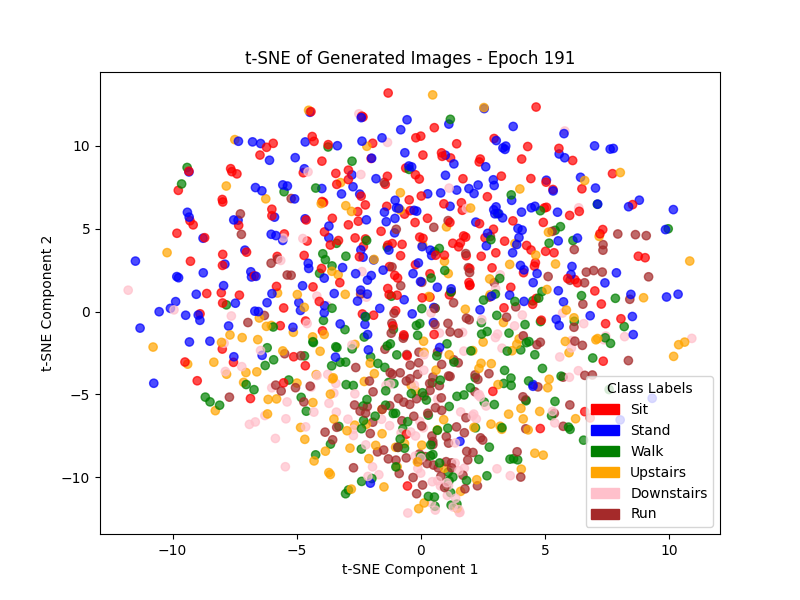 t-SNE of Generated Images - Epoch 191
t-SNE Component 2
10
5
0
−5
−10
−10
−5
0
5
10
t-SNE Component 1
Class Labels
Sit
Stand
Walk
Upstairs
Downstairs
Run